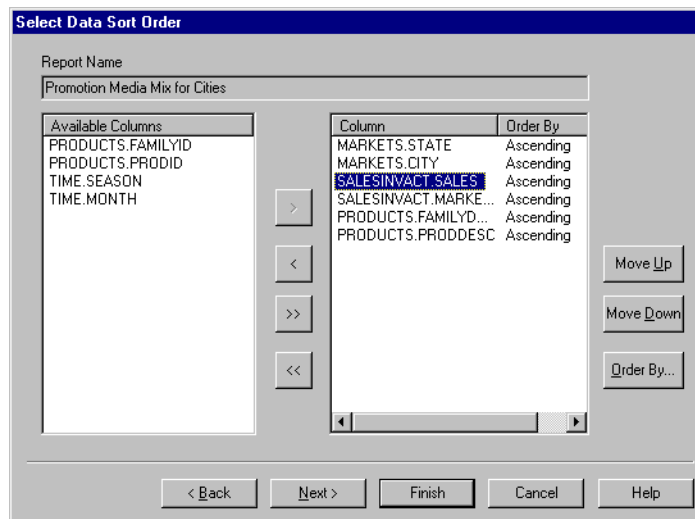 Select Data Sort Order
Report Name
Promotion Media Mix for Cities
Available Columns
PRODUCTS.FAMILYID
PRODUCTS.PRODID
TIME.SEASON
TIME.MONTH
>
<
>>
<<
Column Order By
MARKETS.STATE Ascending
MARKETS.CITY Ascending
SALESINVACT.SALES Ascending
SALESINVACT.MARKE... Ascending
PRODUCTS.FAMILYD... Ascending
PRODUCTS.PRODDESC Ascending
Move Up
Move Down
Order By...
< Back Next > Finish Cancel Help